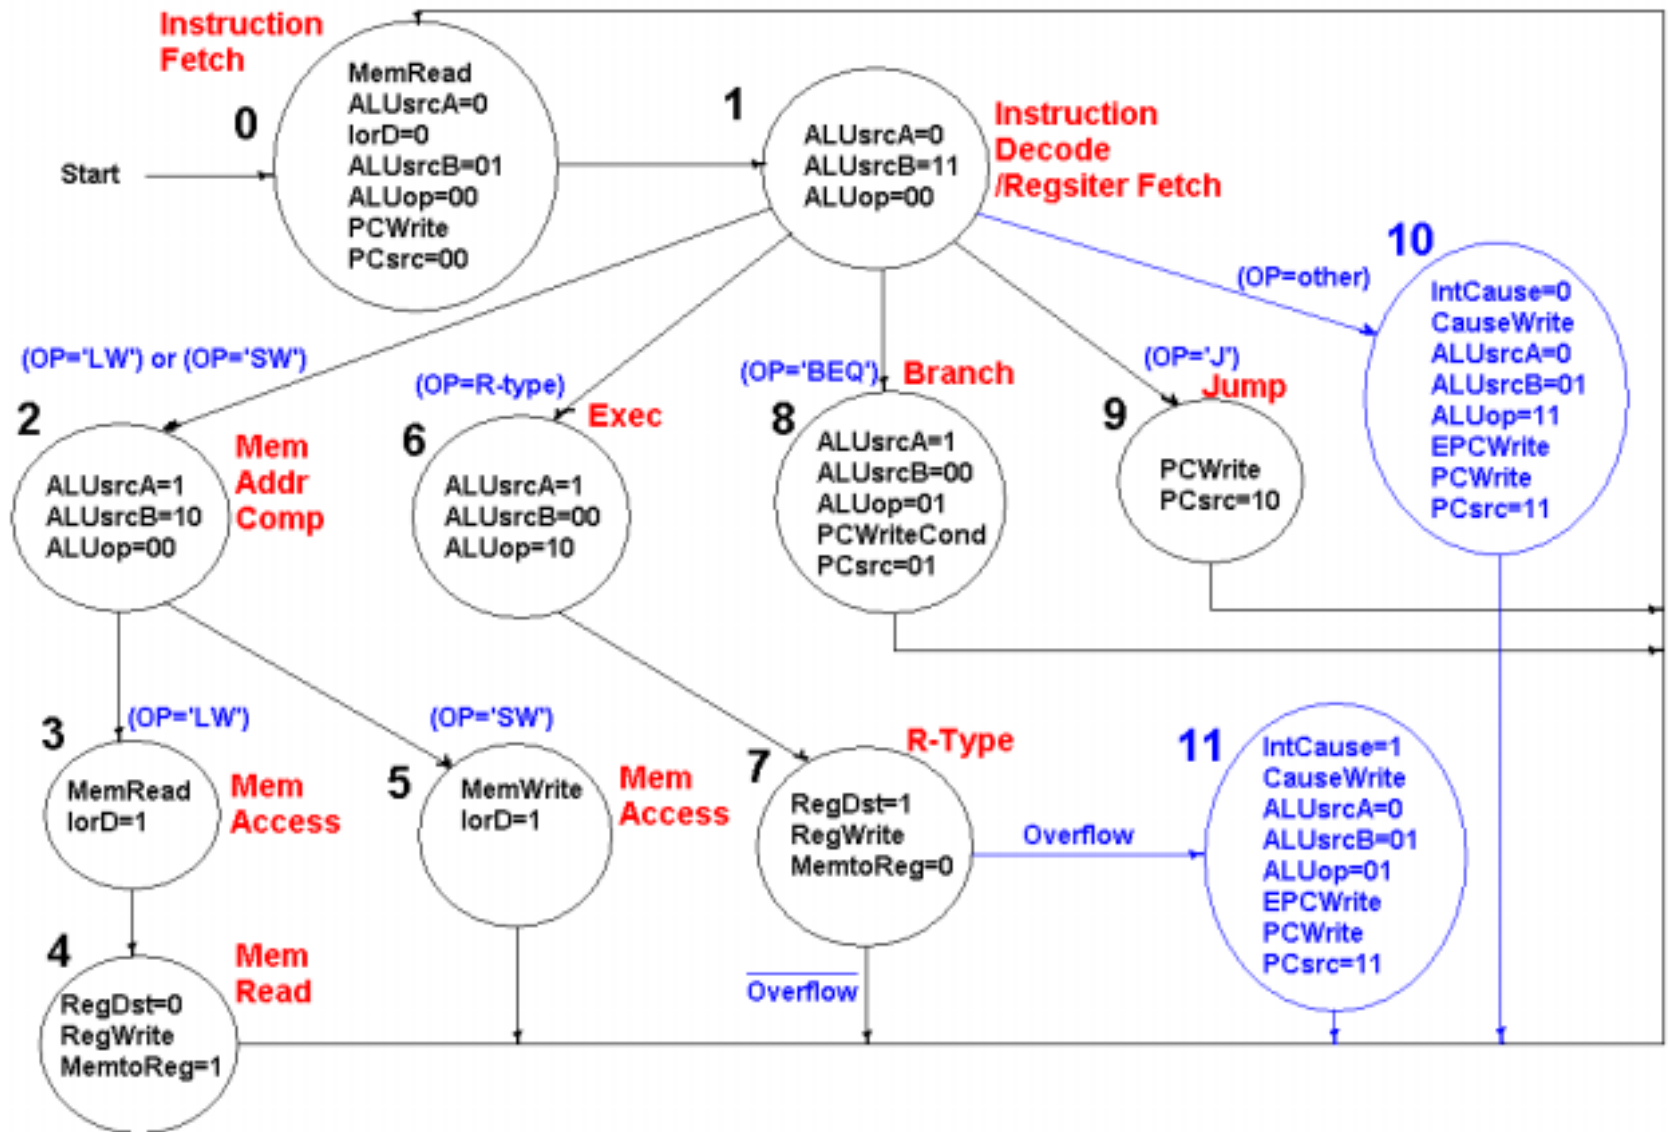 Instruction
Fetch
0
Start
MemRead
ALUsrcA=0
IorD=0
ALUsrcB=01
ALUop=00
PCWrite
PCsrc=00
1
ALUsrcA=0
ALUsrcB=11
ALUop=00
Instruction
Decode
/Regsiter Fetch
(OP='LW') or (OP='SW')
(OP=R-type)
(OP='BEQ')
(OP='J')
(OP=other)
2
ALUsrcA=1
ALUsrcB=10
ALUop=00
Mem
Addr
Comp
6
Exec
ALUsrcA=1
ALUsrcB=00
ALUop=10
8
Branch
ALUsrcA=1
ALUsrcB=00
ALUop=01
PCWriteCond
PCsrc=01
9
Jump
PCWrite
PCsrc=10
10
IntCause=0
CauseWrite
ALUsrcA=0
ALUsrcB=01
ALUop=11
EPCWrite
PCWrite
PCsrc=11
(OP='LW')
(OP='SW')
3
MemRead
IorD=1
Mem
Access
5
MemWrite
IorD=1
Mem
Access
7
R-Type
RegDst=1
RegWrite
MemtoReg=0
Overflow
Overflow
11
IntCause=1
CauseWrite
ALUsrcA=0
ALUsrcB=01
ALUop=01
EPCWrite
PCWrite
PCsrc=11
4
Mem
Read
RegDst=0
RegWrite
MemtoReg=1